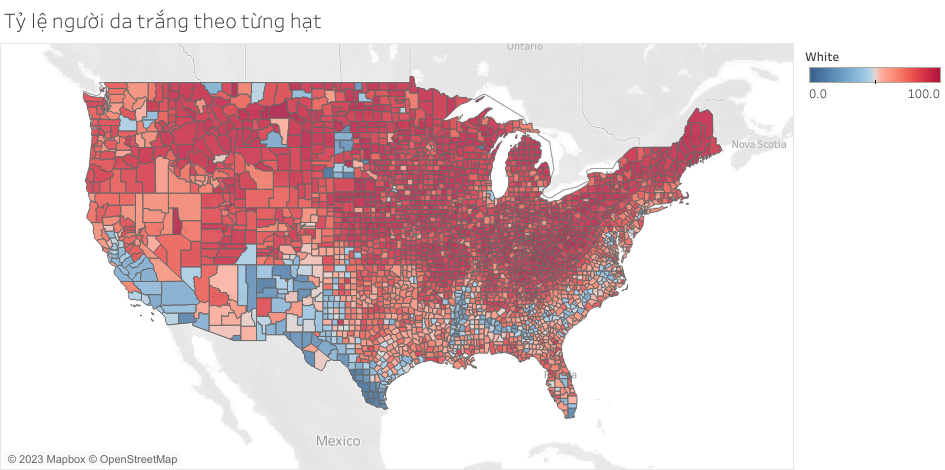 Tỷ lệ người da trắng theo từng hạt
Ontario
White
0.0 100.0
Nova Scotia
Mexico
© 2023 Mapbox © OpenStreetMap